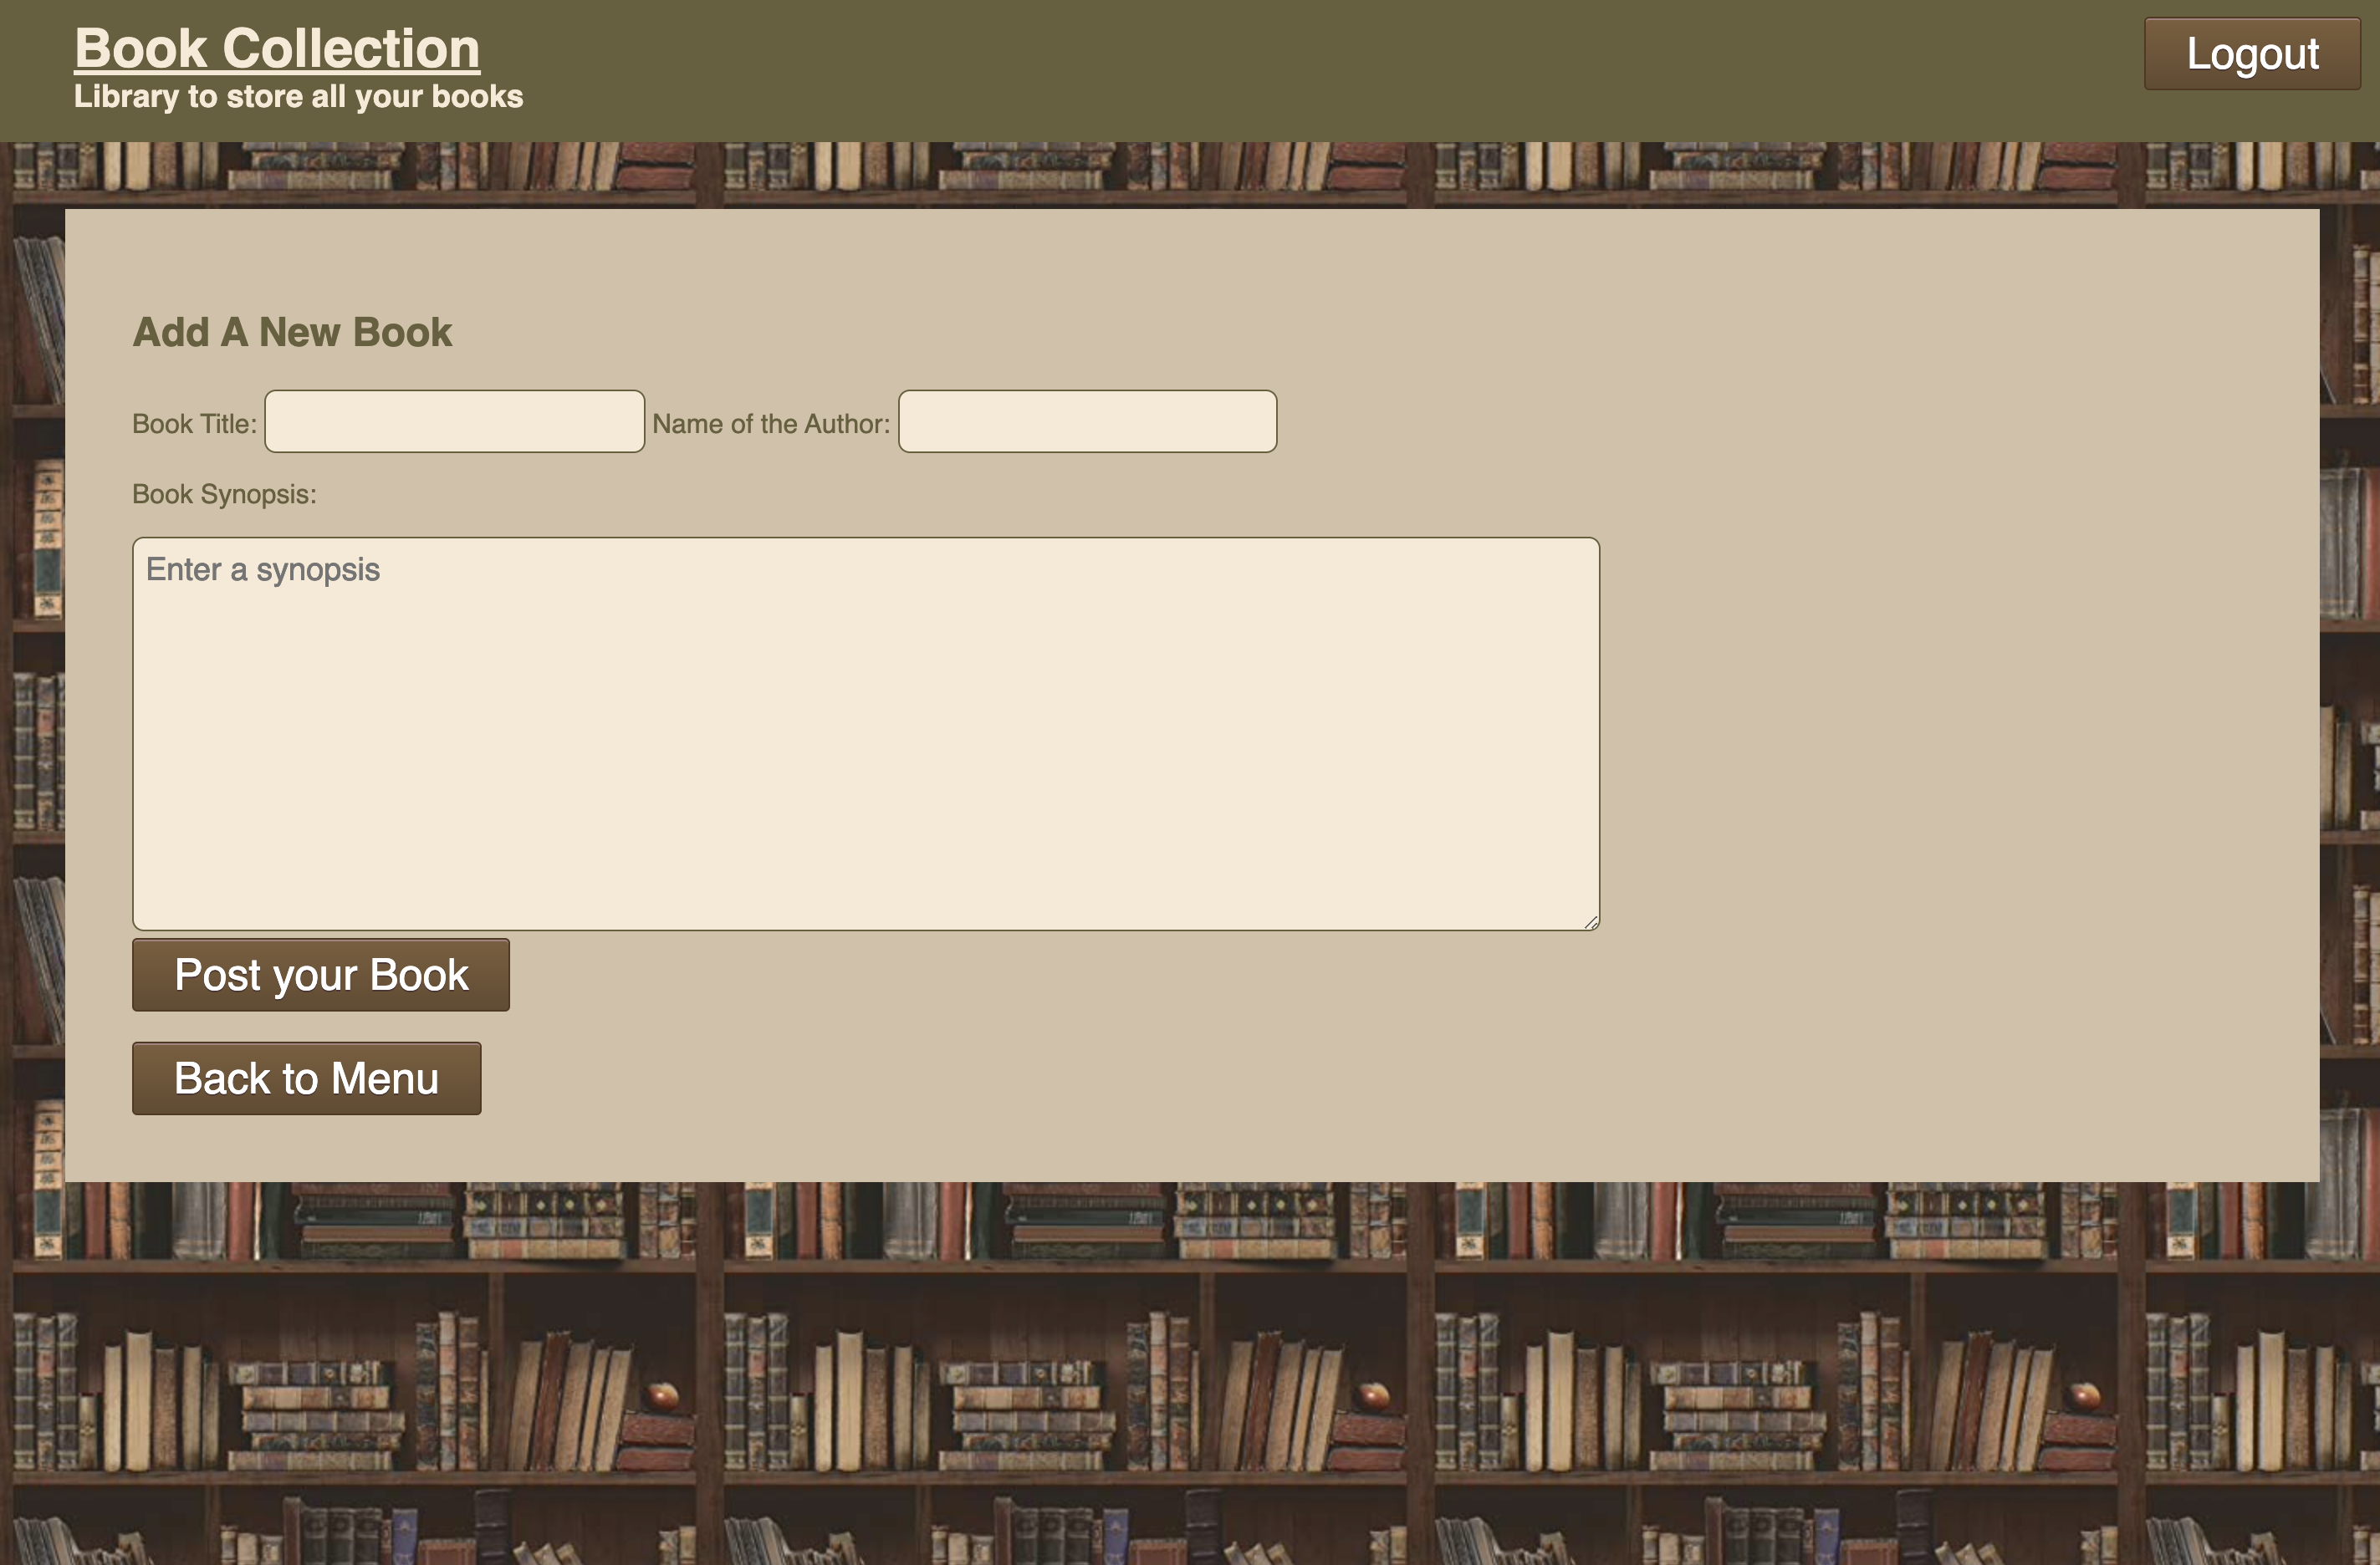 Book Collection
Library to store all your books
Logout
Add A New Book
Book Title: Name of the Author:
Book Synopsis:
Enter a synopsis
Post your Book
Back to Menu